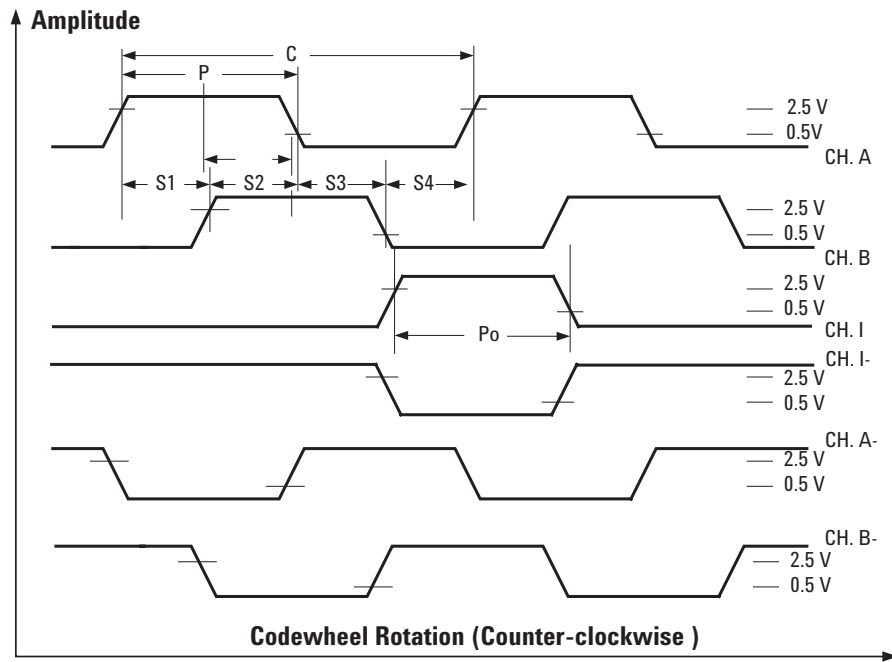 Amplitude
C
P
2.5 V
0.5V
CH. A
S1 S2 S3 S4
2.5 V
0.5 V
CH. B
2.5 V
0.5 V
Po
CH. I
CH. I-
2.5 V
0.5 V
CH. A-
2.5 V
0.5 V
CH. B-
2.5 V
0.5 V
Codewheel Rotation (Counter-clockwise )